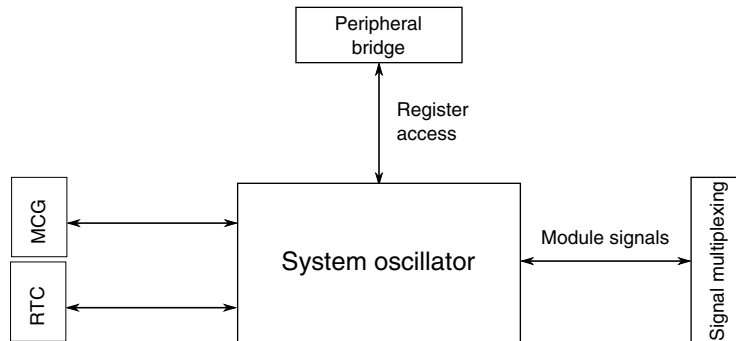 Peripheral
bridge
Register
access
MCG
RTC
System oscillator
Module signals
Signal multiplexing